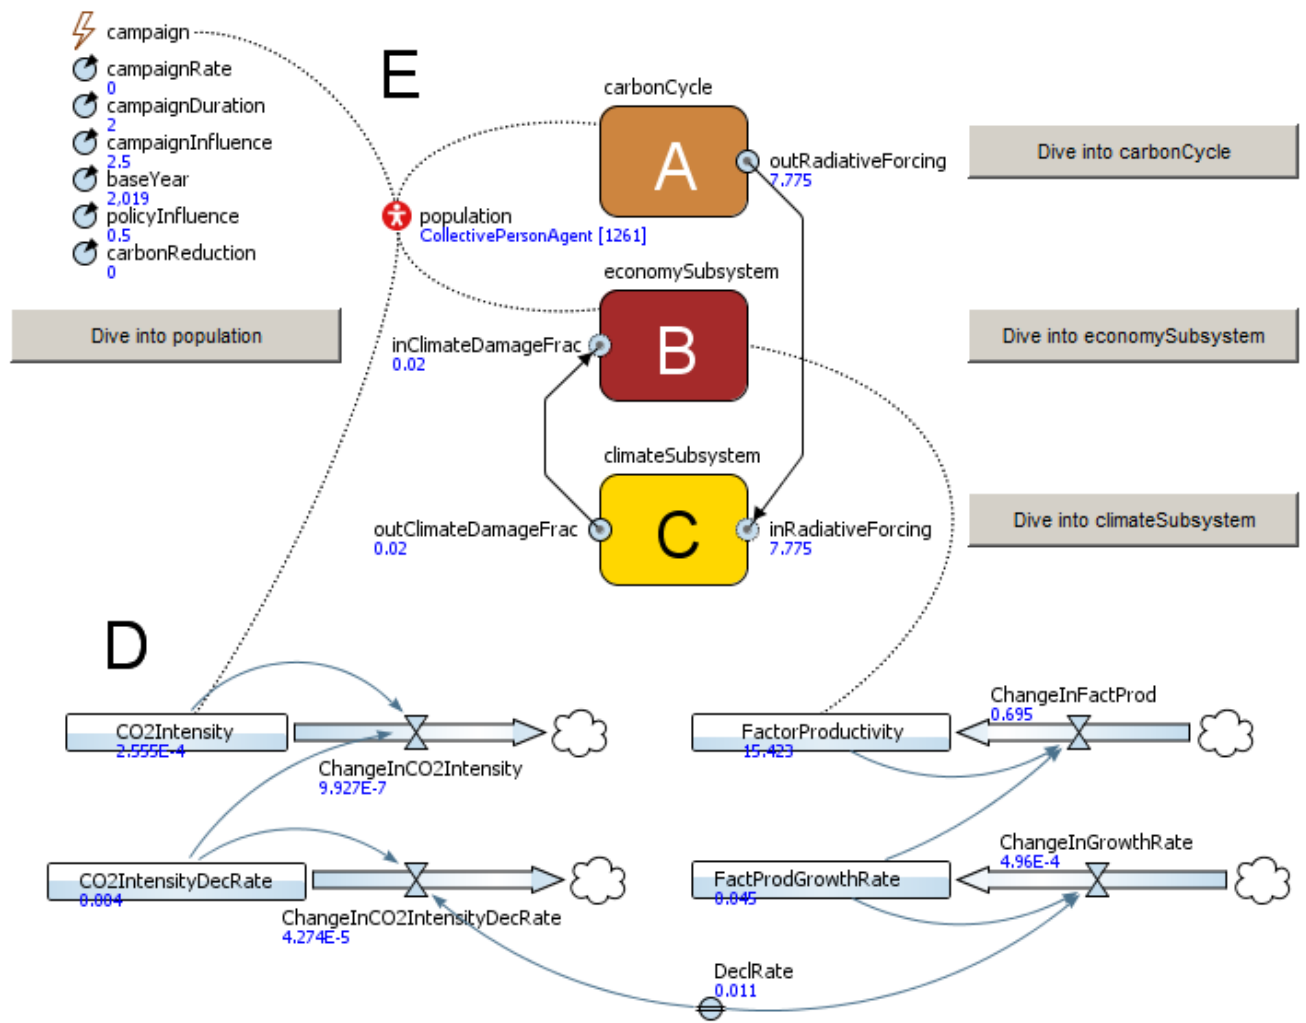 campaign
campaignRate
0
campaignDuration
2
campaignInfluence
2.5
baseYear
2,019
policyInfluence
0.5
carbonReduction
0
Dive into population
E
population
CollectivePersonAgent [1261]
carbonCycle
A
outRadiativeForcing
7.775
Dive into carbonCycle
economySubsystem
B
inClimateDamageFrac
0.02
Dive into economySubsystem
climateSubsystem
C
outClimateDamageFrac
0.02
inRadiativeForcing
7.775
Dive into climateSubsystem
D
CO2Intensity
2.555E-4
ChangeInCO2Intensity
9.927E-7
CO2IntensityDecRate
0.004
ChangeInCO2IntensityDecRate
4.274E-5
FactorProductivity
15.423
ChangeInFactProd
0.695
FactProdGrowthRate
0.045
ChangeInGrowthRate
4.96E-4
DeclRate
0.011